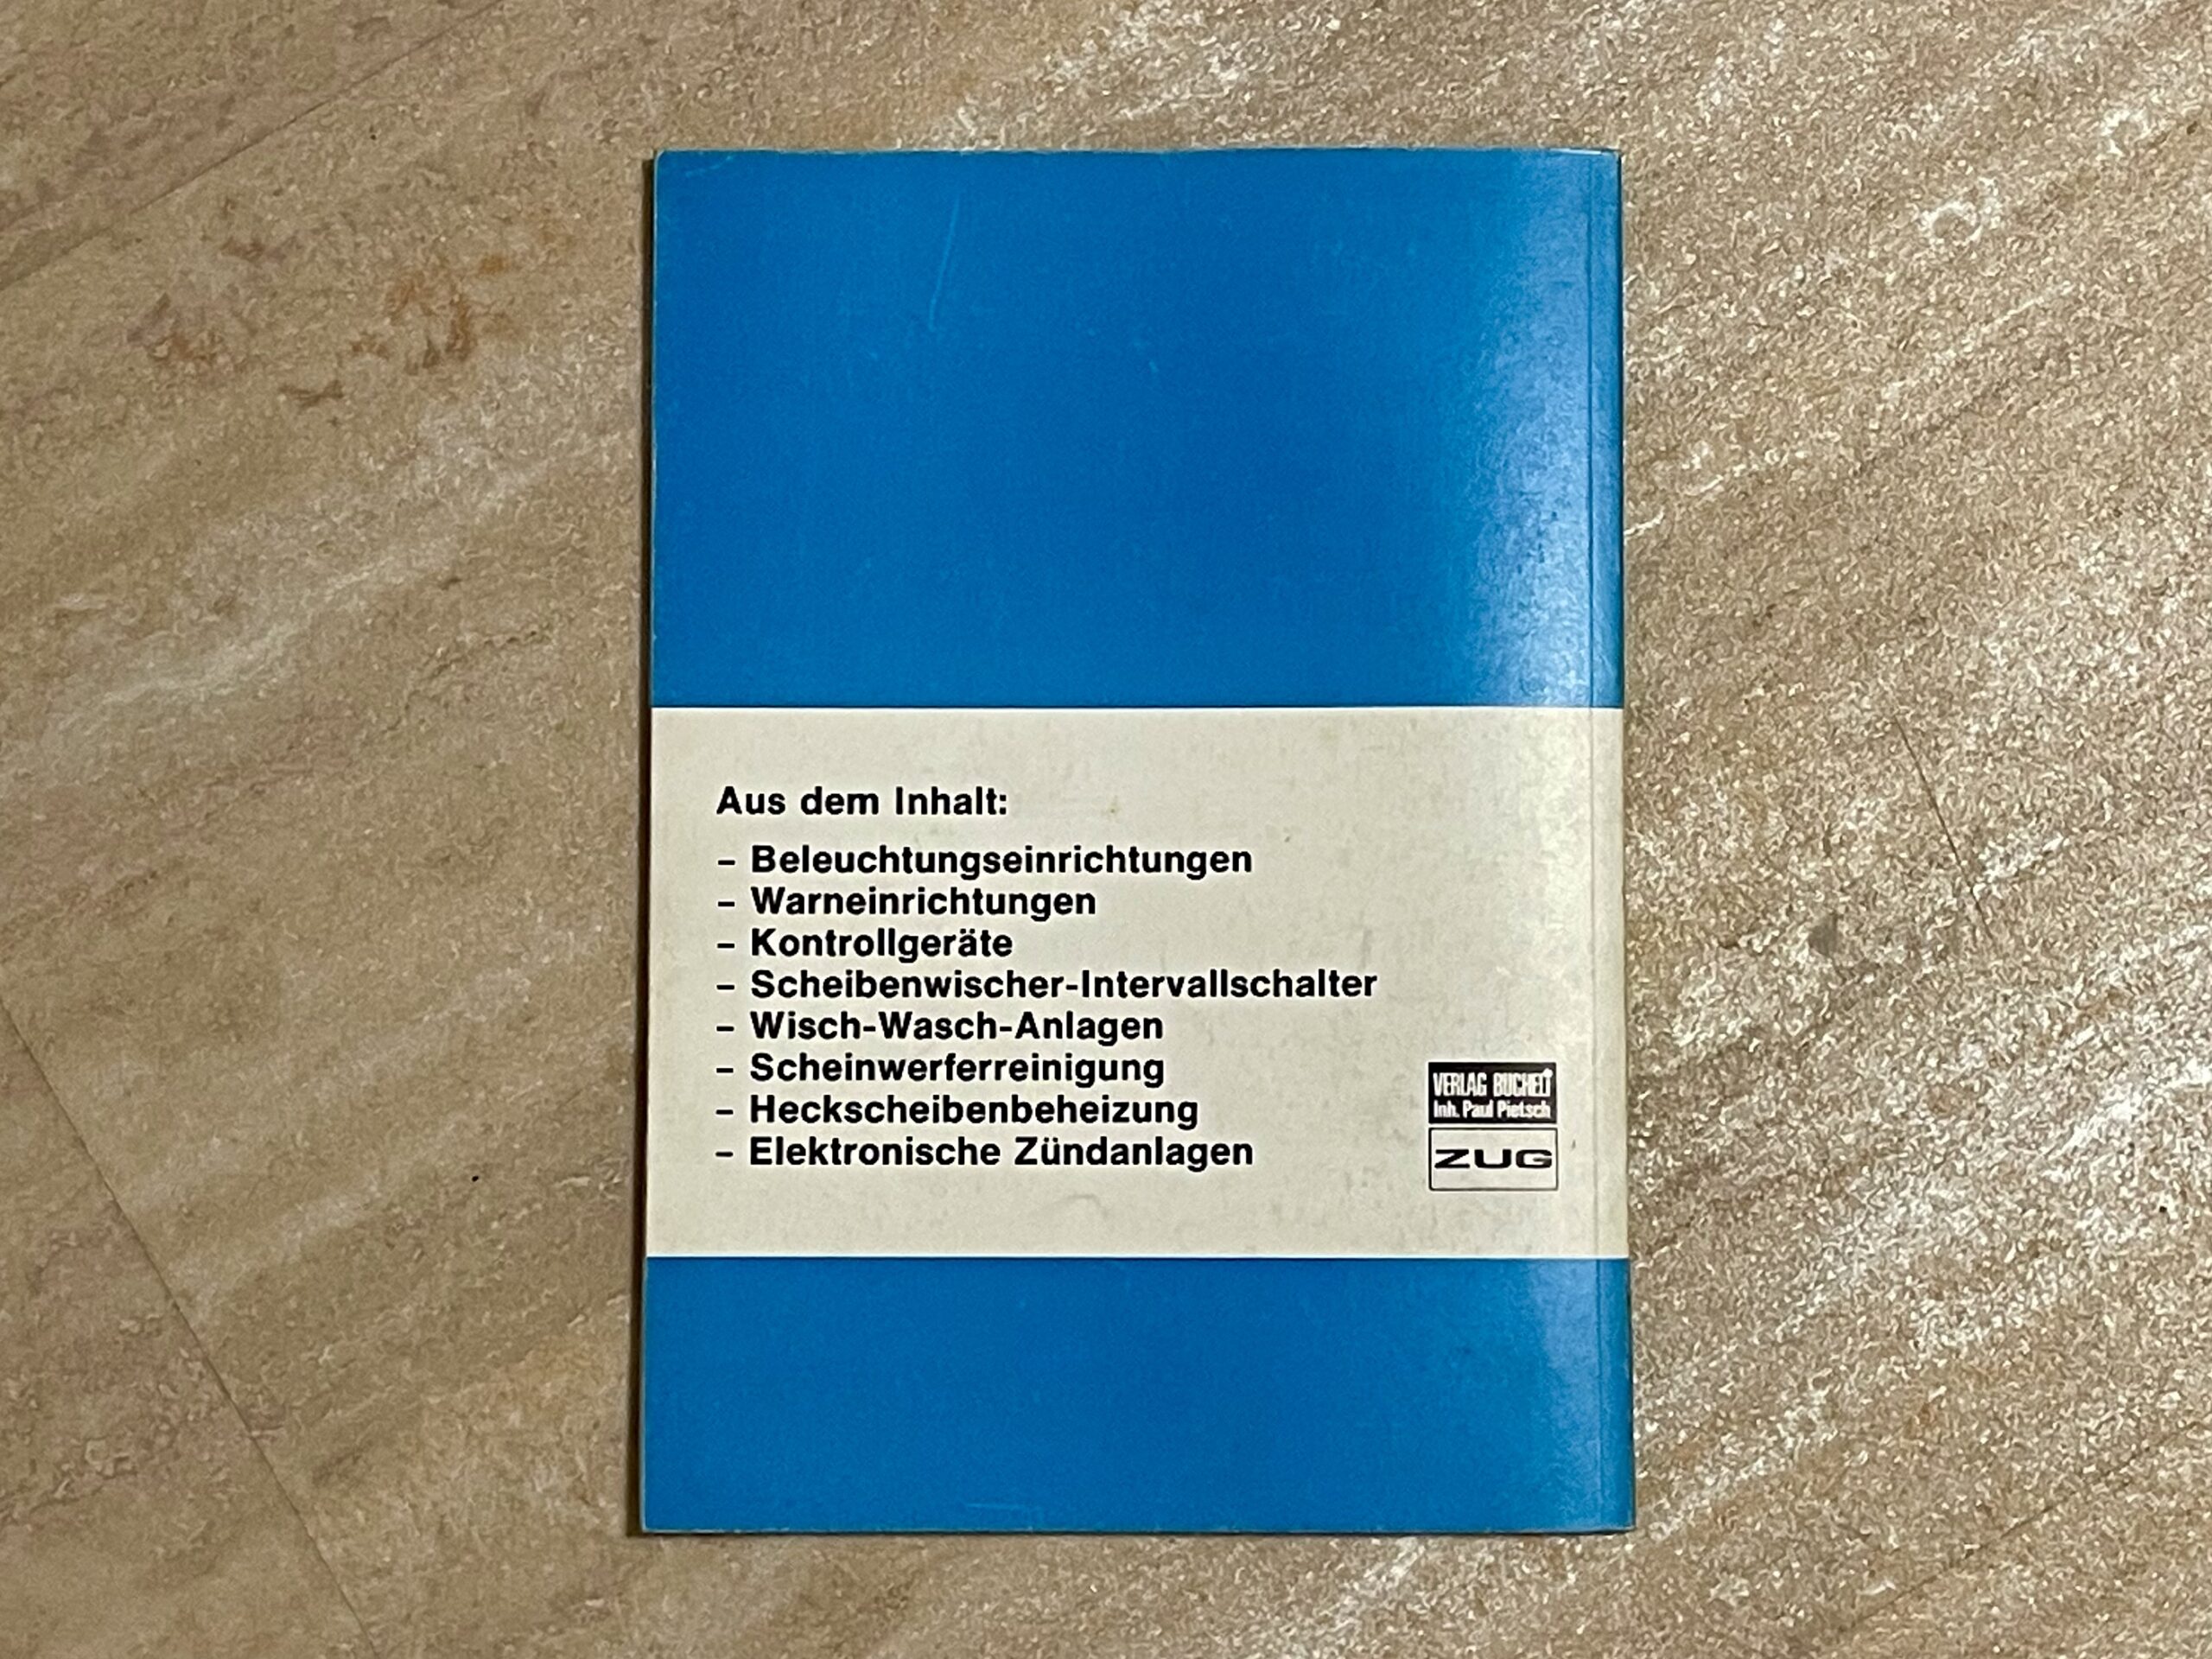 Aus dem Inhalt:
– Beleuchtungseinrichtungen
– Warneinrichtungen
– Kontrollgeräte
– Scheibenwischer-Intervallschalter
– Wisch-Wasch-Anlagen
– Scheinwerferreinigung
– Heckscheibenbeheizung
– Elektronische Zündanlagen
VERLAG BUCHELI
Inh. Paul Pietsch
ZUG